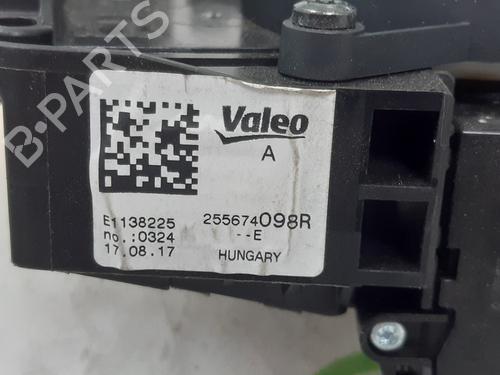 B-PARTS
Valeo
A
E1138225
255674098R
no.:0324
--E
17.08.17
HUNGARY